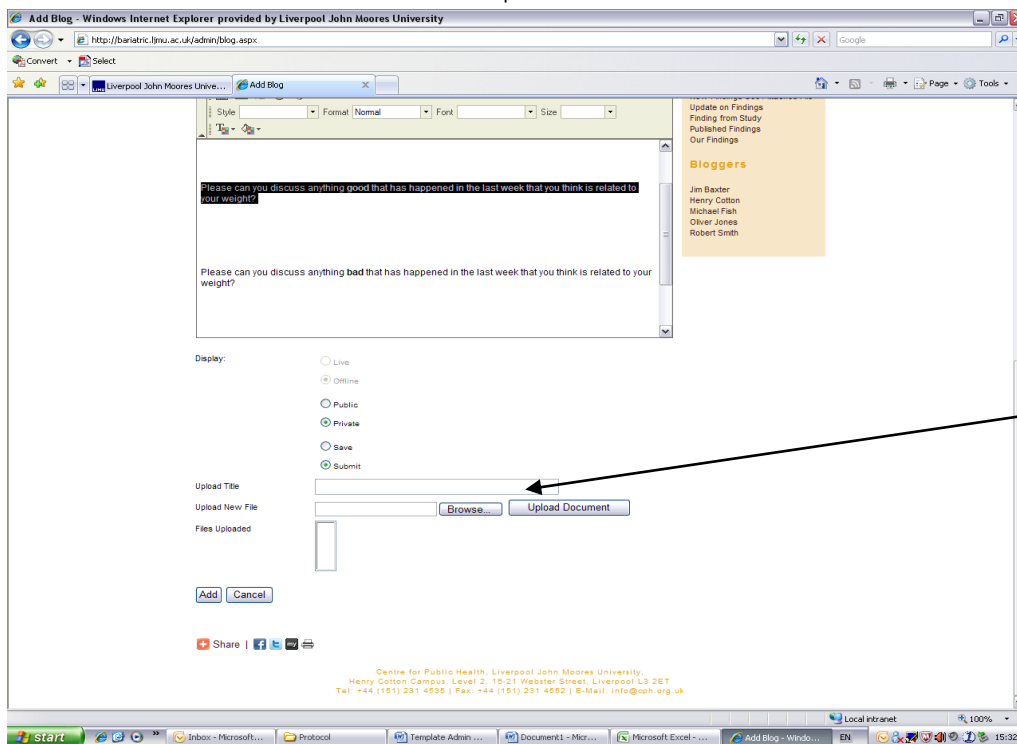 Add Blog - Windows Internet Explorer provided by Liverpool John Moores University
http://bariatric.ljmu.ac.uk/admin/blog.aspx
Google
Convert
Select
Liverpool John Moores Unive...
Add Blog
Page
Tools
Style
Format Normal
Font
Size
Update on Findings
Finding from Study
Published Findings
Our Findings
Bloggers
Jim Baxter
Henry Cotton
Michael Fish
Oliver Jones
Robert Smith
Please can you discuss anything good that has happened in the last week that you think is related to
your weight?
Please can you discuss anything bad that has happened in the last week that you think is related to your
weight?
Display:
Live
Offline
Public
Private
Save
Submit
Upload Title
Upload New File
Browse...
Upload Document
Files Uploaded
Add
Cancel
Share |
Centre for Public Health, Liverpool John Moores University,
Henry Cotton Campus, Level 2, 15-21 Webster Street, Liverpool L3 2ET
Tel: +44 (151) 231 4535 | Fax: +44 (151) 231 4552 | E-Mail: info@cph.org.uk
Local intranet
100%
start
Inbox - Microsoft...
Protocol
Template Admin ...
Document1 - Micr...
Microsoft Excel - ...
Add Blog - Windo...
EN
15:32